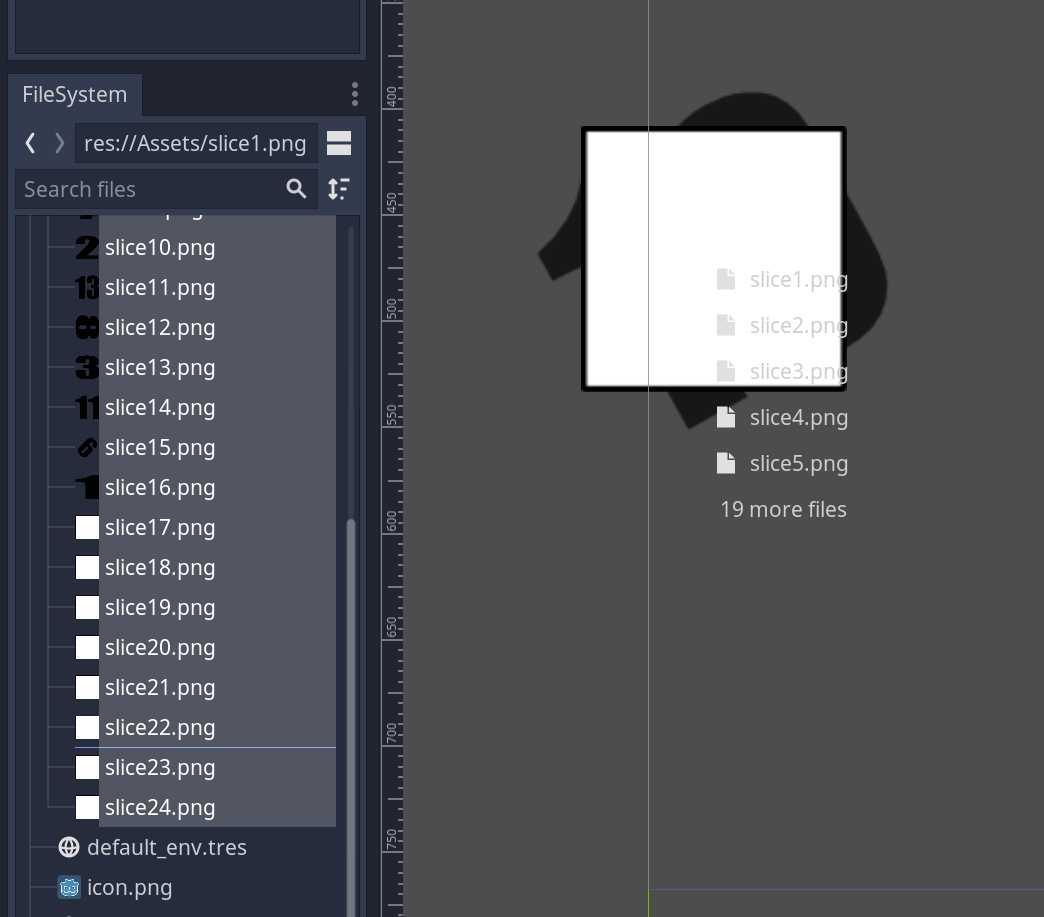 FileSystem
res://Assets/slice1.png
Search files
slice10.png
slice11.png
slice12.png
slice13.png
slice14.png
slice15.png
slice16.png
slice17.png
slice18.png
slice19.png
slice20.png
slice21.png
slice22.png
slice23.png
slice24.png
default_env.tres
icon.png
400
450
500
550
600
650
700
750
slice1.png
slice2.png
slice3.png
slice4.png
slice5.png
19 more files